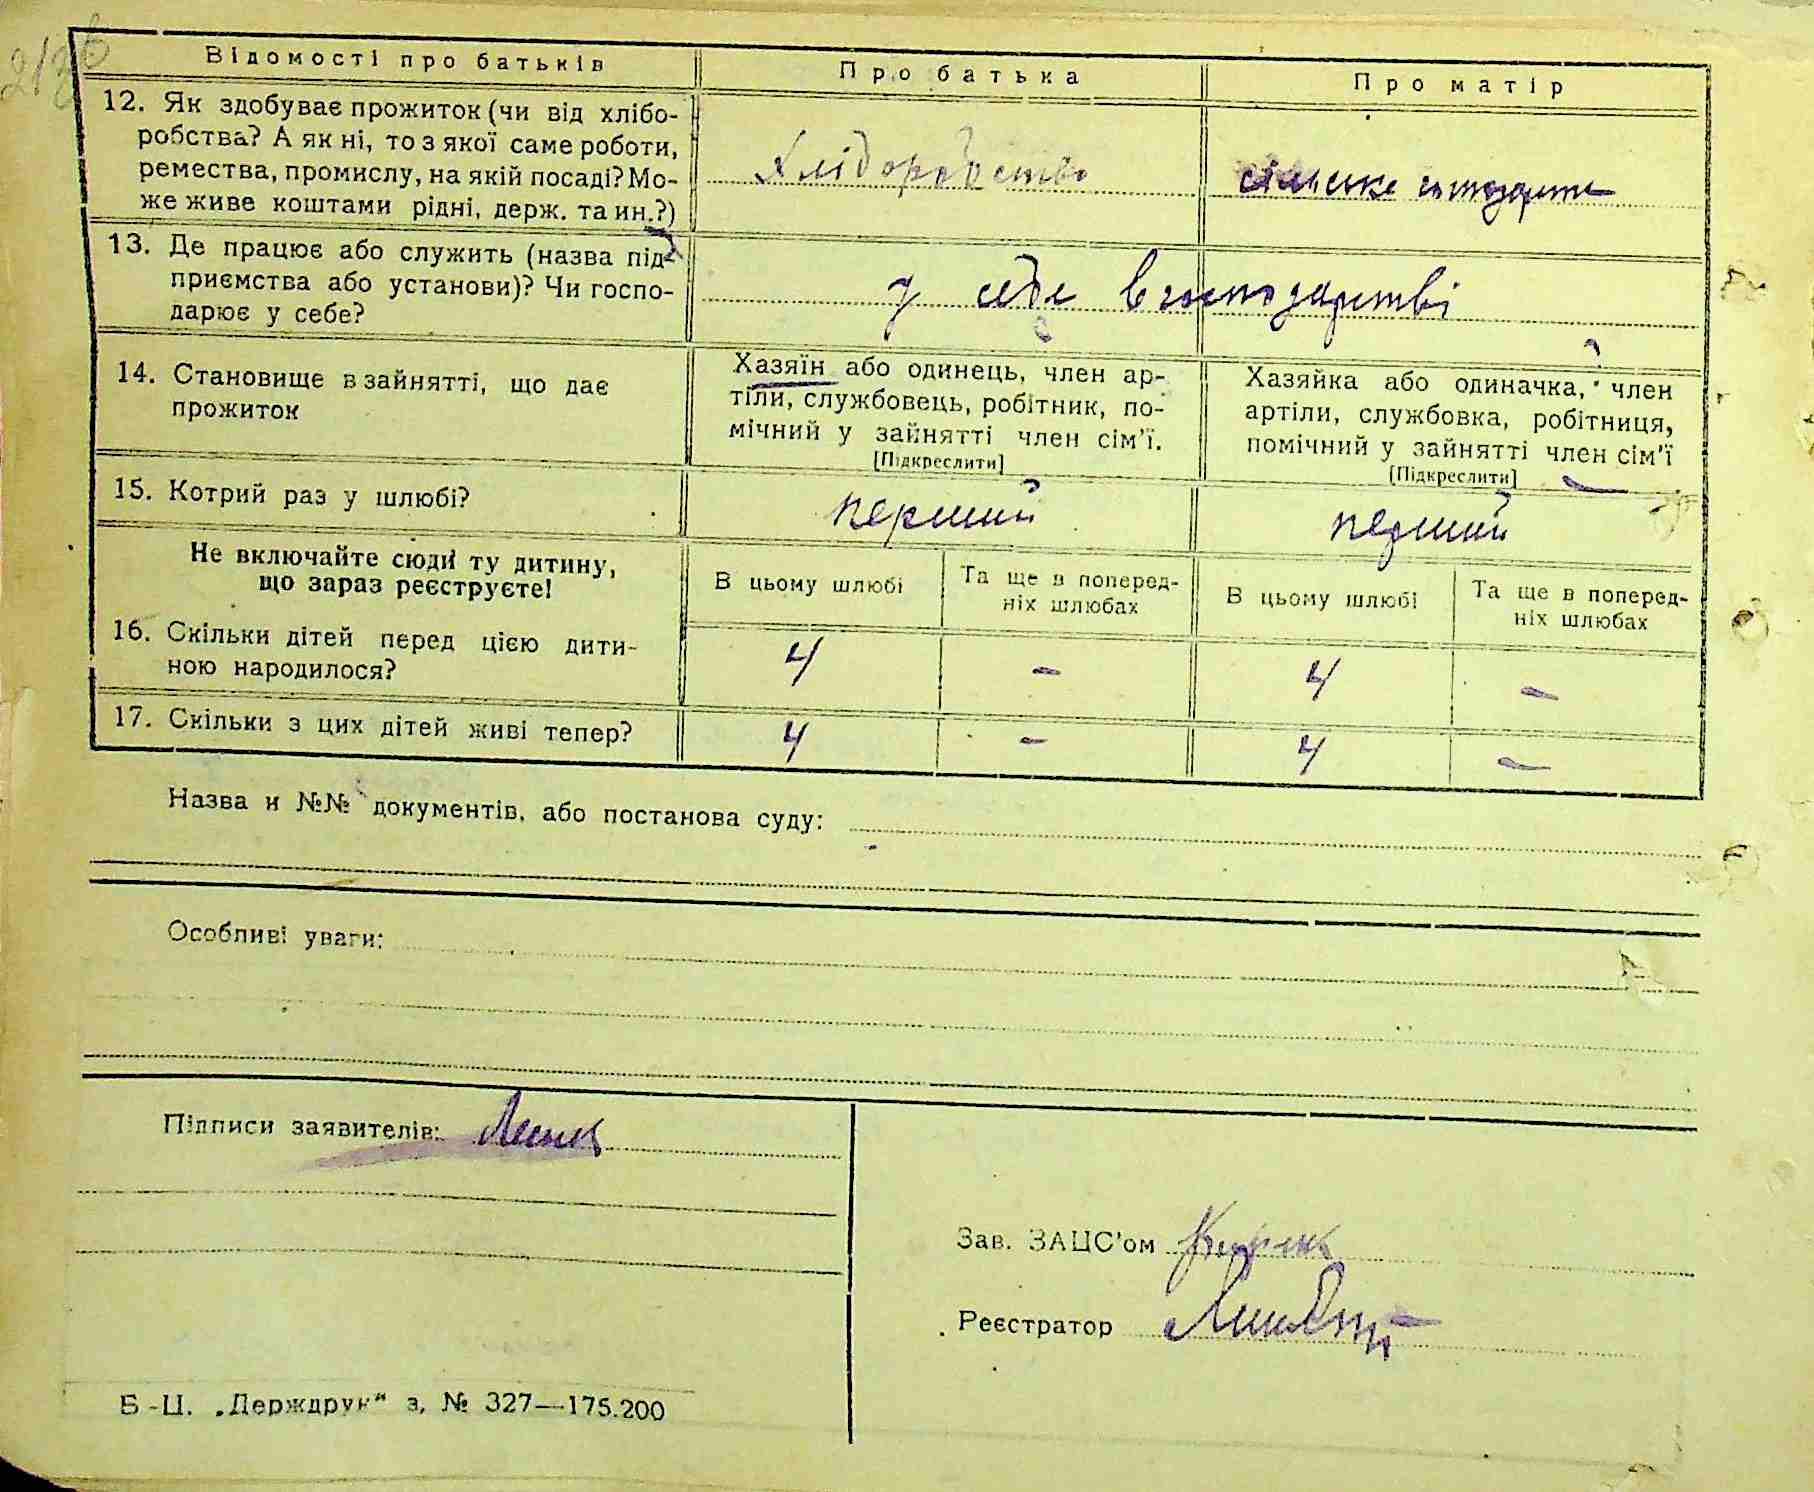 Відомості про батьків
Про батька
Про матір
12. Як здобуває прожиток (чи від хлібо-
робства? А як ні, то з якої саме роботи,
ремества, промислу, на якій посаді? Мо-
же живе коштами рідні, держ. та ин.?)
Хліборобство
сільське
13. Де працює або служить (назва під-
приємства або установи)? Чи госпо-
дарює у себе?
у себе в господарстві
14. Становище в зайнятті, що дає
прожиток
Хазяїн або одинець, член ар-
тіли, службовець, робітник, по-
мічний у зайнятті член сім'ї.
[Підкреслити]
Хазяйка або одиначка, член
артіли, службовка, робітниця,
помічний у зайнятті член сім'ї
[Підкреслити]
15. Котрий раз у шлюбі?
перший
перший
Не включайте сюди ту дитину,
що зараз реєструєте!
В цьому шлюбі
Та ще в поперед-
ніх шлюбах
В цьому шлюбі
Та ще в поперед-
ніх шлюбах
16. Скільки дітей перед цією дити-
ною народилося?
4
-
4
-
17. Скільки з цих дітей живі тепер?
4
-
4
-
Назва и №№ документів, або постанова суду:
Особливі уваги:
Підписи заявителів:
Зав. ЗАЦС'ом
Реєстратор
Б-Ц. „Держдрук“ з. № 327—175.200